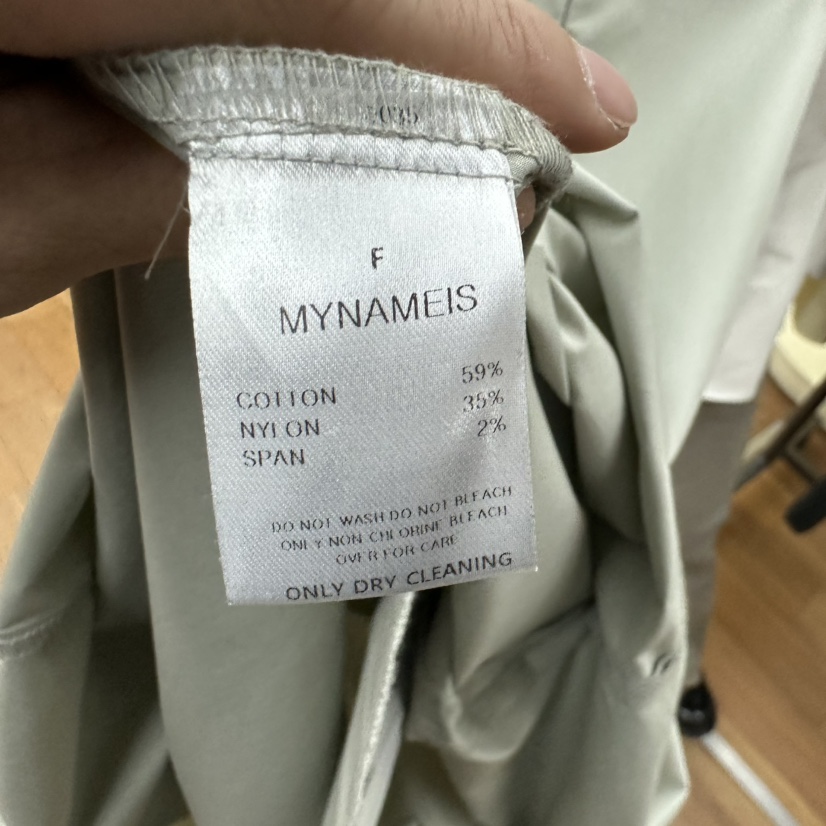 F
MYNAMEIS
COTTON 59%
NYLON 35%
SPAN 2%
DO NOT WASH DO NOT BLEACH
ONLY NON CHLORINE BLEACH
OVER FOR CARE
ONLY DRY CLEANING